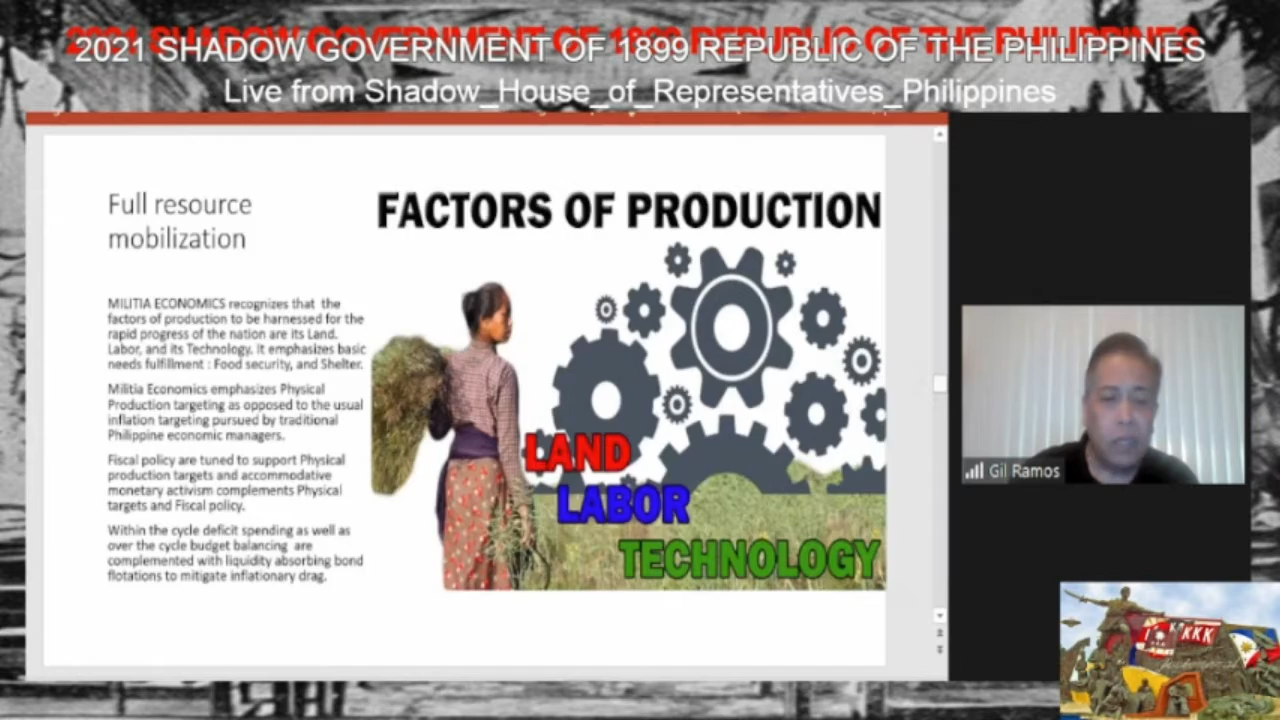 2021 SHADOW GOVERNMENT OF 1899 REPUBLIC OF THE PHILIPPINES
Live from Shadow_House_of_Representatives_Philippines
Full resource
mobilization
FACTORS OF PRODUCTION
MILITIA ECONOMICS recognizes that the
factors of production to be harnessed for the
rapid progress of the nation are its Land.
Labor, and its Technology. It emphasizes basic
needs fulfillment : Food security, and Shelter.
Militia Economics emphasizes Physical
Production targeting as opposed to the usual
inflation targeting pursued by traditional
Philippine economic managers.
Fiscal policy are tuned to support Physical
production targets and accommodative
monetary activism complements Physical
targets and Fiscal policy.
Within the cycle deficit spending as well as
over the cycle budget balancing are
complemented with liquidity absorbing bond
flotations to mitigate inflationary drag.
LAND
LABOR
TECHNOLOGY
Gil Ramos
KKK